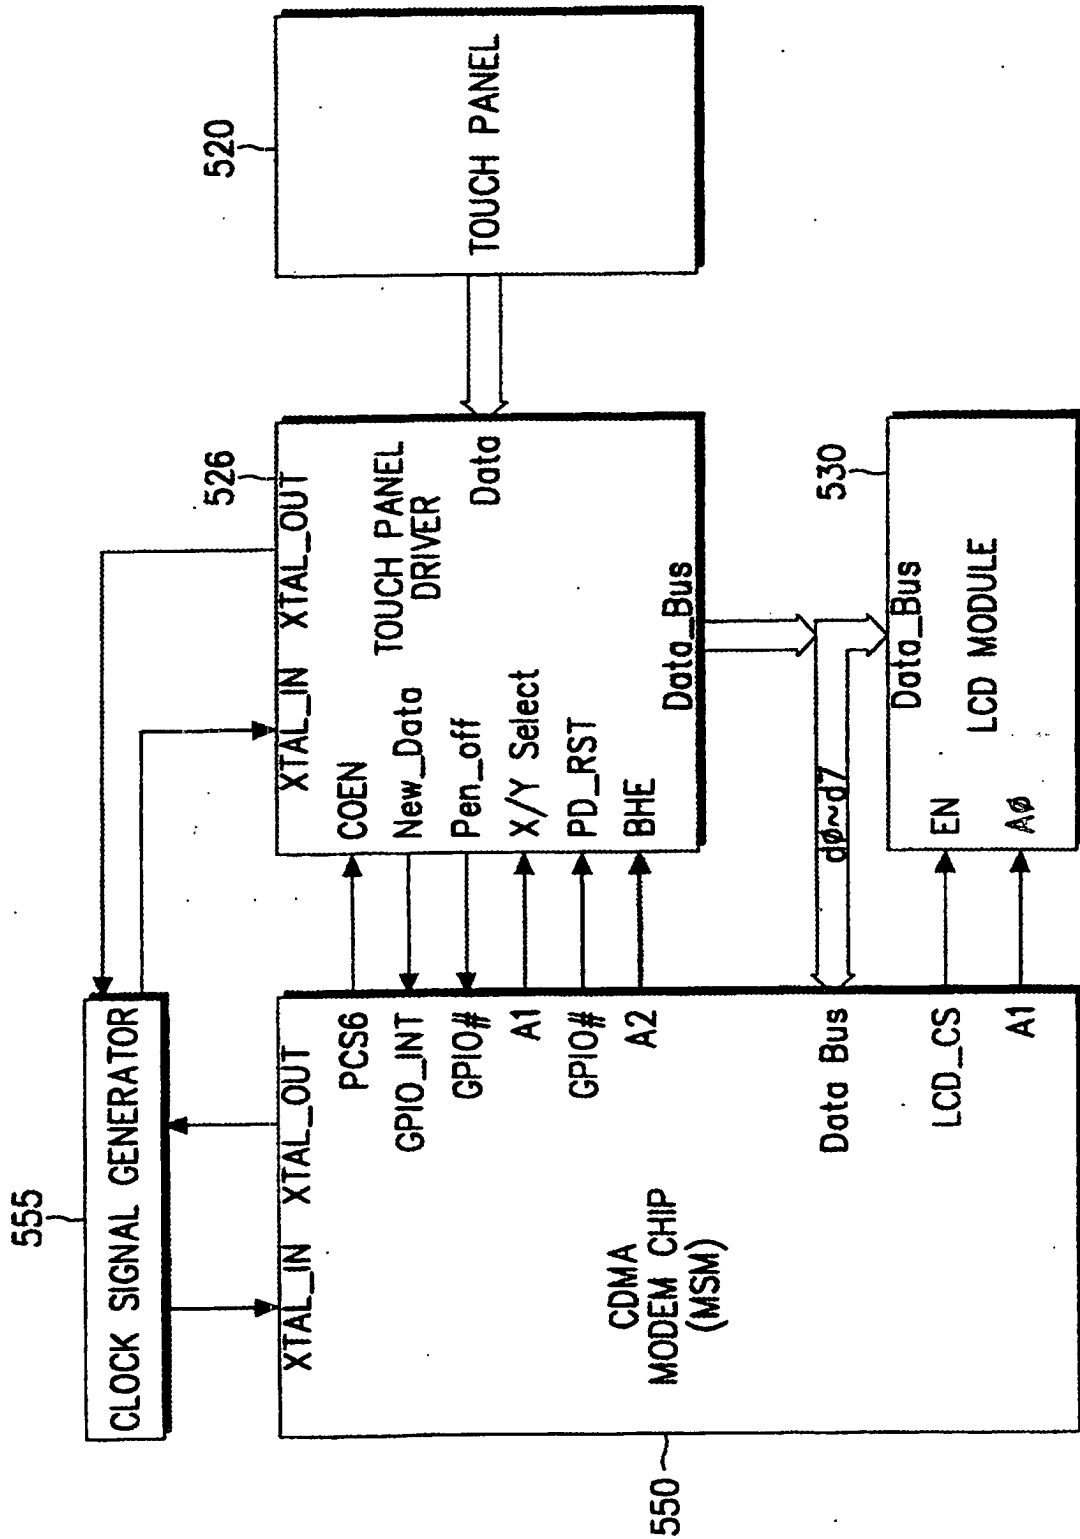 555
CLOCK SIGNAL GENERATOR
XTAL_IN XTAL_OUT
550
CDMA
MODEM CHIP
(MSM)
PCS6
GPIO_INT
GPIO#
A1
GPIO#
A2
Data Bus
LCD_CS
A1
526
XTAL_IN XTAL_OUT
COEN
New_Data
Pen_off
X/Y Select
PD_RST
BHE
TOUCH PANEL
DRIVER
Data
Data_Bus
520
TOUCH PANEL
dØ~d7
530
Data_Bus
LCD MODULE
EN
AØ